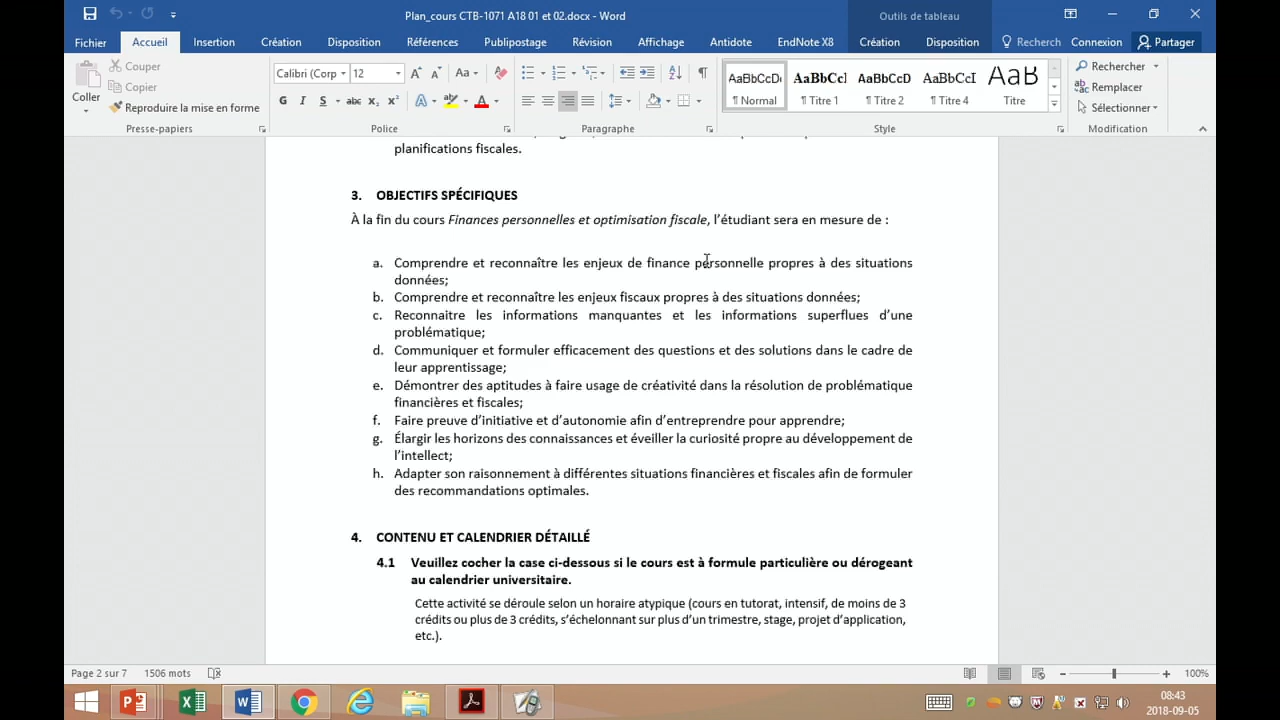 Plan_cours CTB-1071 A18 01 et 02.docx - Word
Outils de tableau
Fichier Accueil Insertion Création Disposition Références Publipostage Révision Affichage Antidote EndNote X8 Création Disposition Recherch Connexion Partager
Coller
Couper
Copier
Reproduire la mise en forme
Presse-papiers
Calibri (Corp 12
G I S abc x₂ x²
Police
Paragraphe
AaBbCcDc AaBbCc AaBbCcD AaBbCcI AaB
¶ Normal ¶ Titre 1 ¶ Titre 2 ¶ Titre 4 Titre
Style
Rechercher
Remplacer
Sélectionner
Modification
planifications fiscales.
3. OBJECTIFS SPÉCIFIQUES
À la fin du cours Finances personnelles et optimisation fiscale, l'étudiant sera en mesure de :
a. Comprendre et reconnaître les enjeux de finance personnelle propres à des situations
données;
b. Comprendre et reconnaître les enjeux fiscaux propres à des situations données;
c. Reconnaitre les informations manquantes et les informations superflues d'une
problématique;
d. Communiquer et formuler efficacement des questions et des solutions dans le cadre de
leur apprentissage;
e. Démontrer des aptitudes à faire usage de créativité dans la résolution de problématique
financières et fiscales;
f. Faire preuve d'initiative et d'autonomie afin d'entreprendre pour apprendre;
g. Élargir les horizons des connaissances et éveiller la curiosité propre au développement de
l'intellect;
h. Adapter son raisonnement à différentes situations financières et fiscales afin de formuler
des recommandations optimales.
4. CONTENU ET CALENDRIER DÉTAILLÉ
4.1 Veuillez cocher la case ci-dessous si le cours est à formule particulière ou dérogeant
au calendrier universitaire.
Cette activité se déroule selon un horaire atypique (cours en tutorat, intensif, de moins de 3
crédits ou plus de 3 crédits, s'échelonnant sur plus d'un trimestre, stage, projet d'application,
etc.).
Page 2 sur 7 1506 mots 100%
08:43
2018-09-05